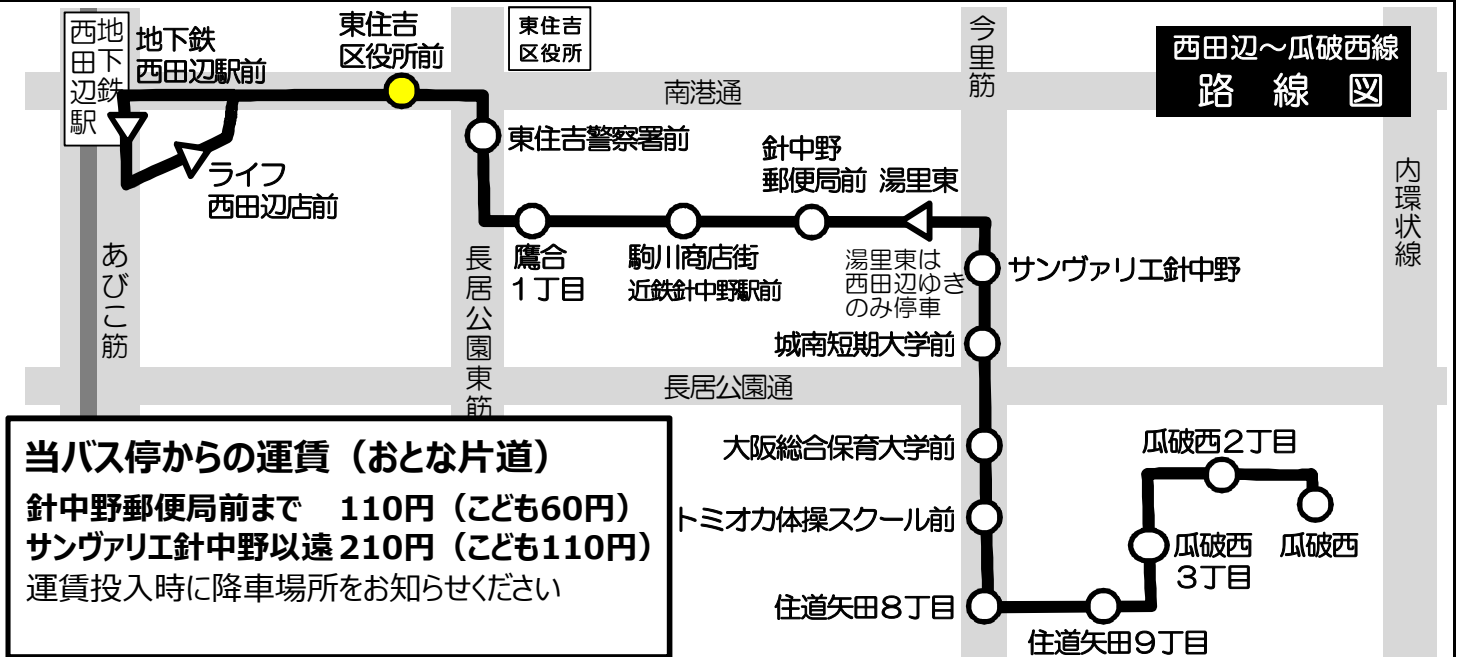 地下鉄
西田辺駅
地下鉄
西田辺駅前
東住吉
区役所前
東住吉
区役所
今里筋
西田辺～瓜破西線
路線図
南港通
東住吉警察署前
ライフ
西田辺店前
針中野
郵便局前
湯里東
内環状線
あびこ筋
長居公園東筋
鷹合
1丁目
駒川商店街
近鉄針中野駅前
湯里東は
西田辺ゆき
のみ停車
サンヴァリエ針中野
城南短期大学前
長居公園通
当バス停からの運賃（おとな片道）
針中野郵便局前まで 110円（こども60円）
サンヴァリエ針中野以遠 210円（こども110円）
運賃投入時に降車場所をお知らせください
大阪総合保育大学前
トミオカ体操スクール前
住道矢田8丁目
住道矢田9丁目
瓜破西2丁目
瓜破西
3丁目
瓜破西